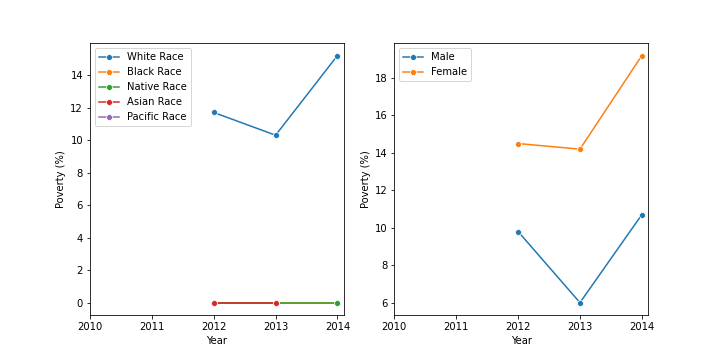 White Race
Black Race
Native Race
Asian Race
Pacific Race
14
12
10
8
6
4
2
0
Poverty (%)
2010 2011 2012 2013 2014
Year
Male
Female
18
16
14
12
10
8
6
Poverty (%)
2010 2011 2012 2013 2014
Year